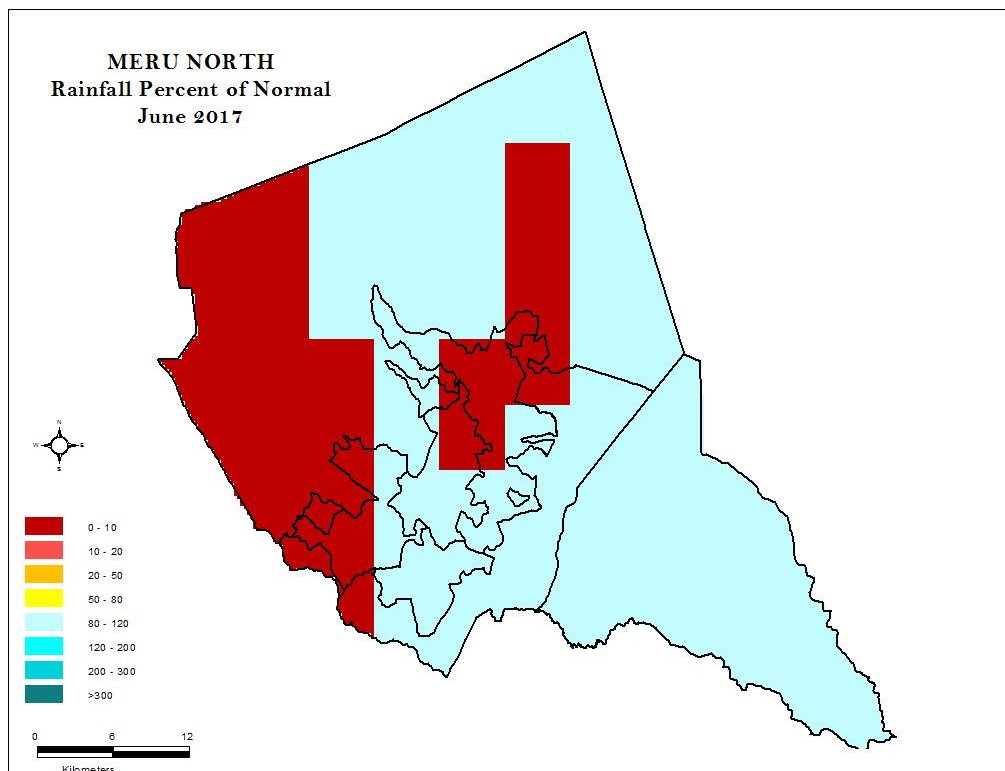 MERU NORTH
Rainfall Percent of Normal
June 2017
N
W
E
S
0 - 10
10 - 20
20 - 50
50 - 80
80 - 120
120 - 200
200 - 300
>300
0 6 12
Kilometers